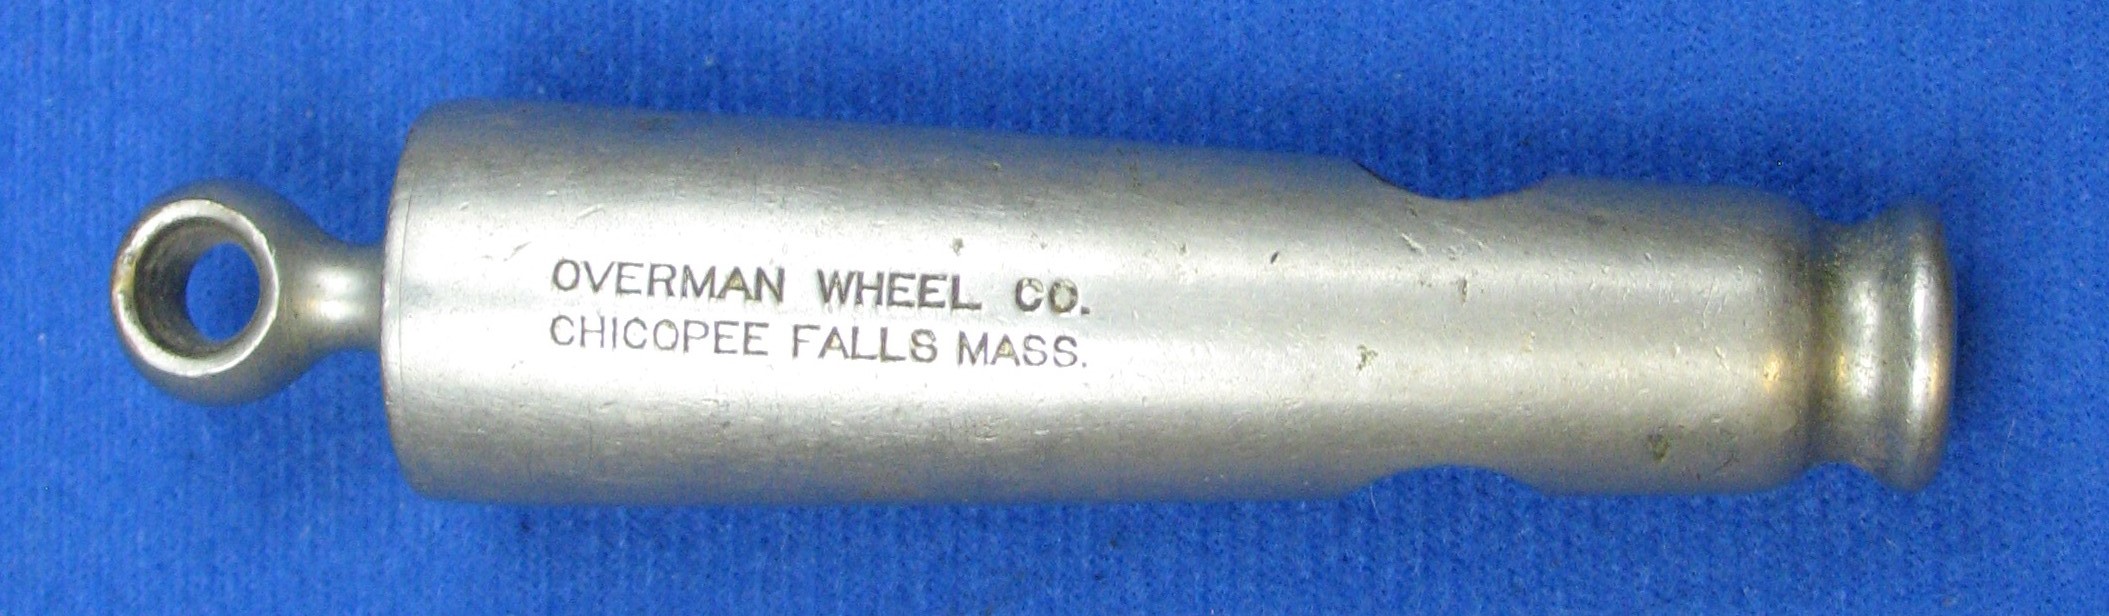 OVERMAN WHEEL CO.
CHICOPEE FALLS MASS.